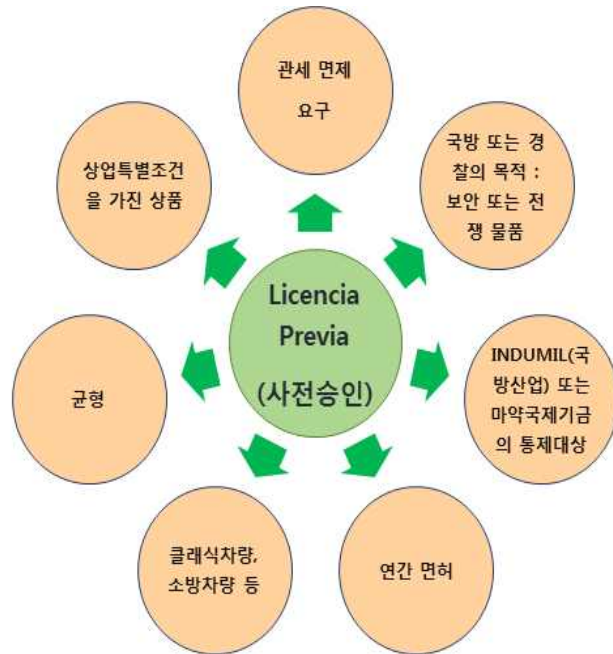 관세 면제
요구
국방 또는 경
찰의 목적 :
보안 또는 전
쟁 물품
INDUMIL(국
방산업) 또는
마약국제기금
의 통제대상
연간 면허
클래식차량,
소방차량 등
균형
상업특별조건
을 가진 상품
Licencia
Previa
(사전승인)